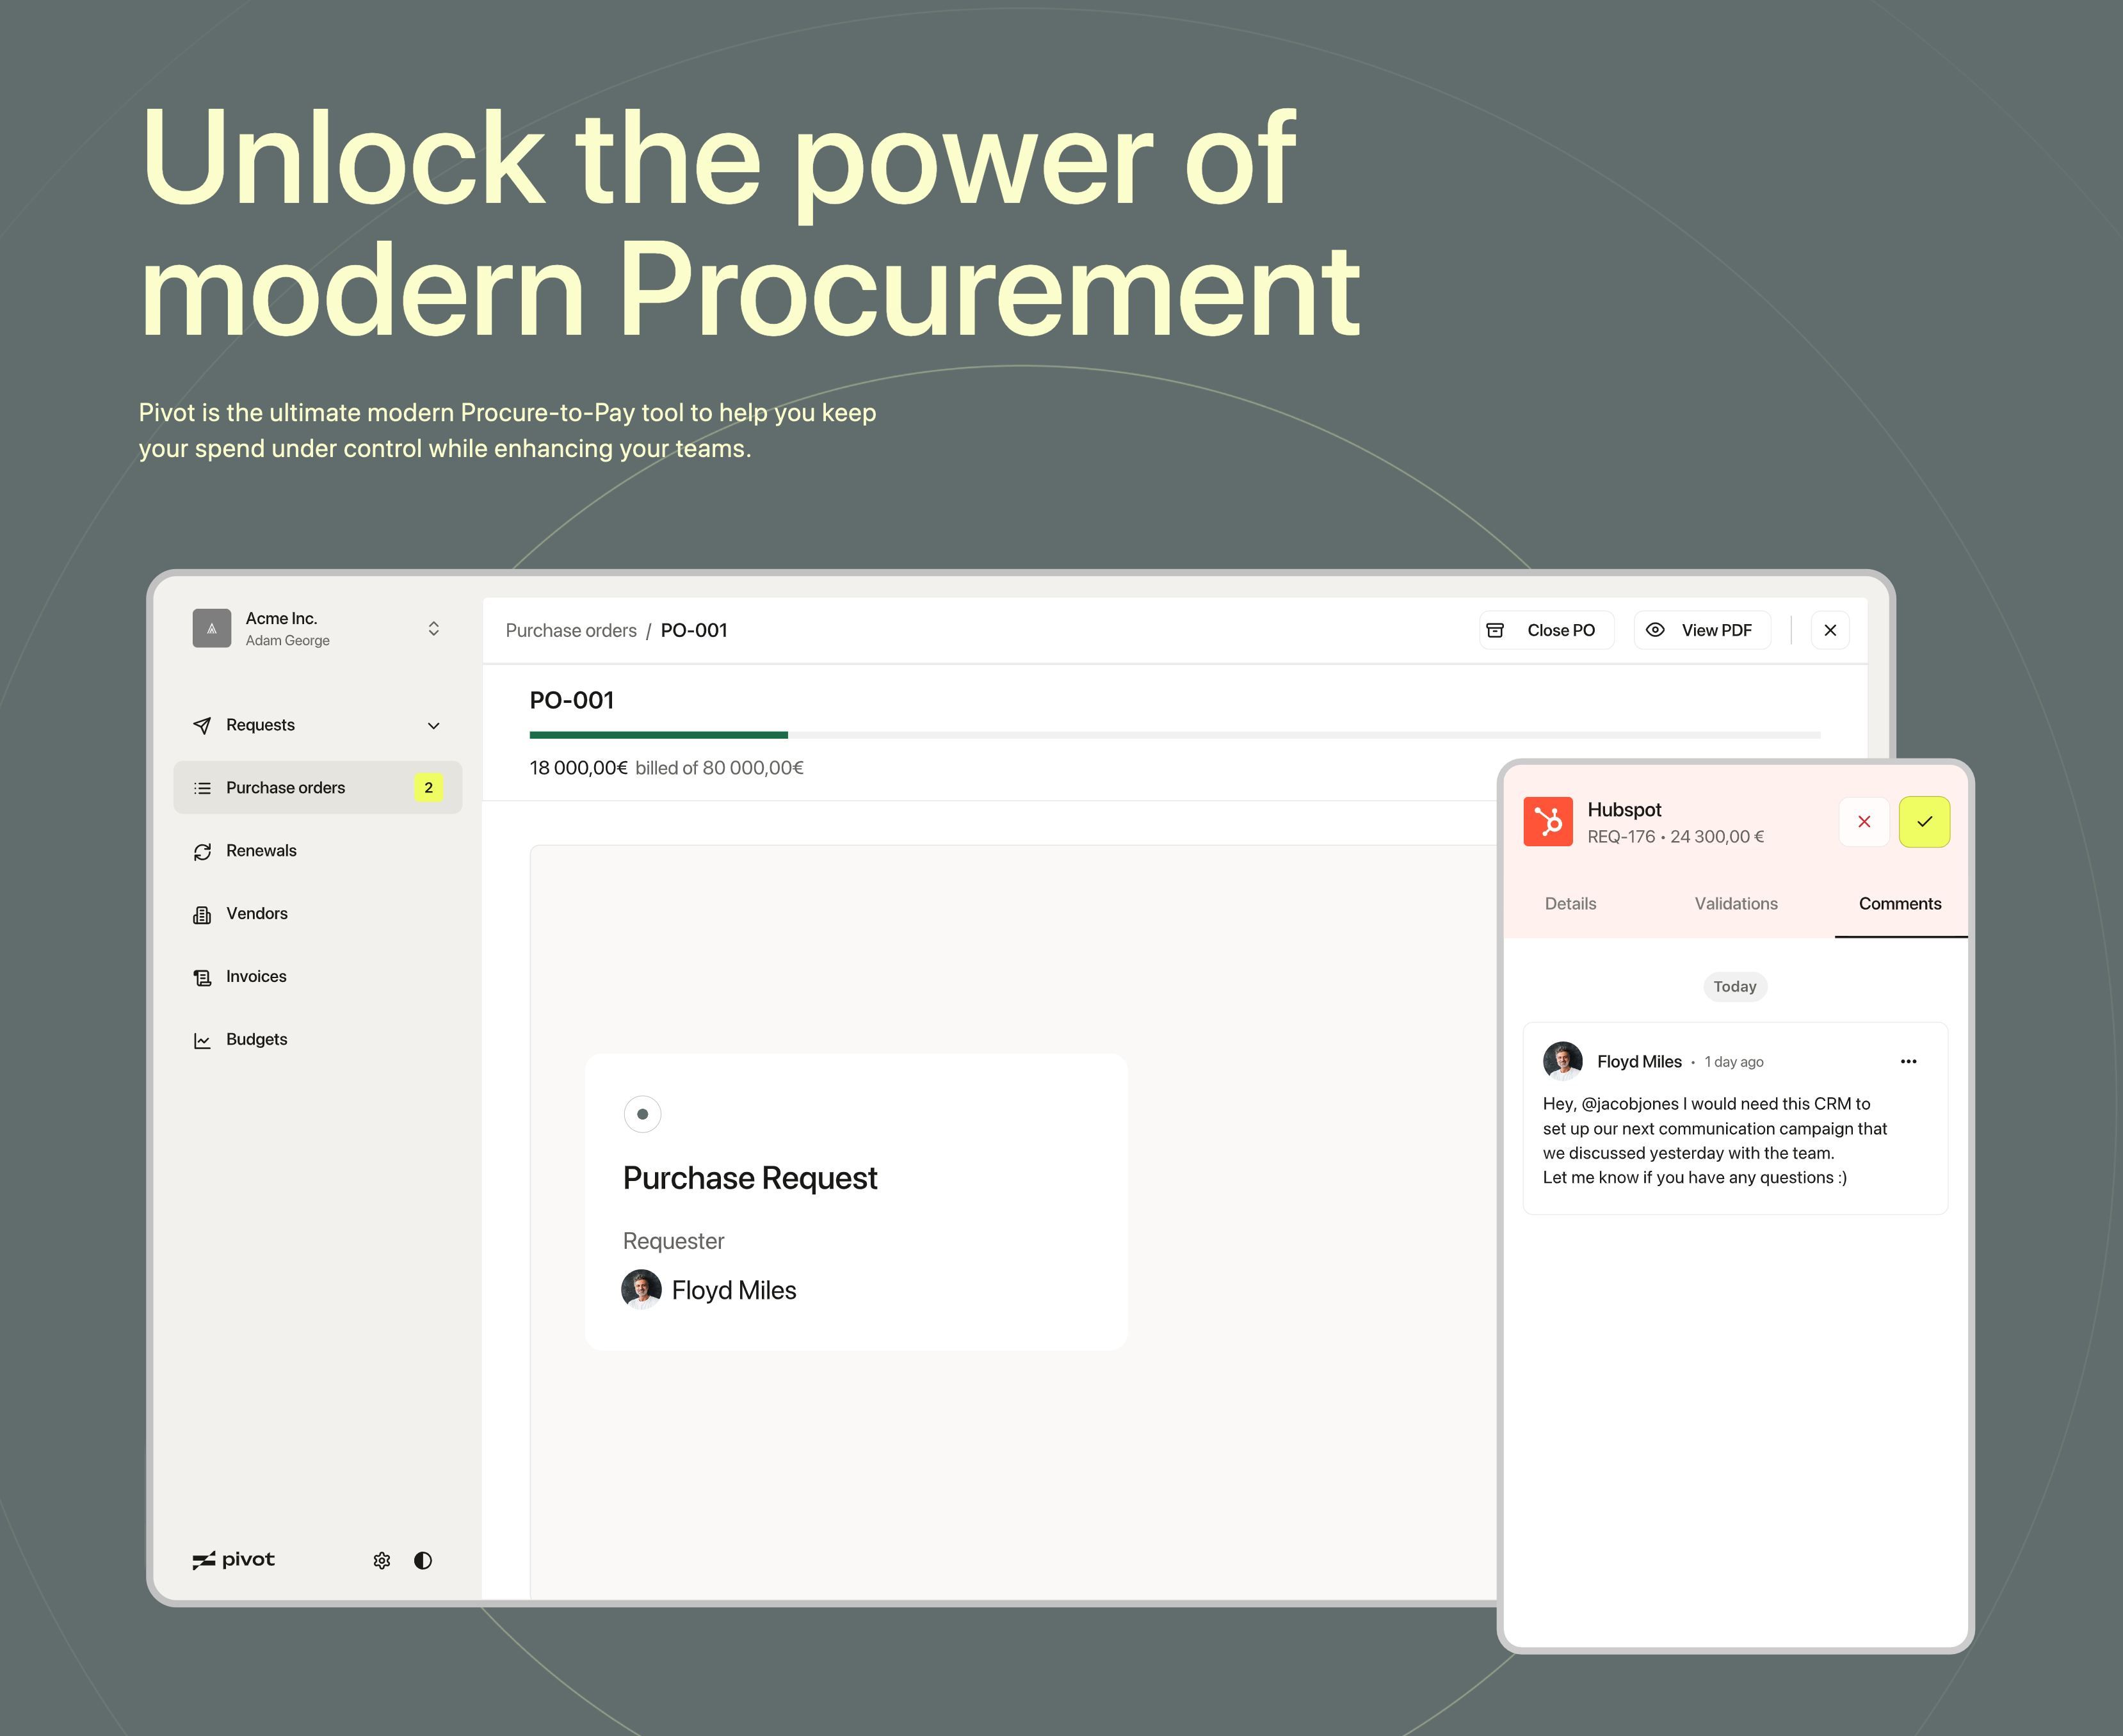 Unlock the power of
modern Procurement
Pivot is the ultimate modern Procure-to-Pay tool to help you keep
your spend under control while enhancing your teams.
Acme Inc.
Adam George
Requests
Purchase orders 2
Renewals
Vendors
Invoices
Budgets
pivot
Purchase orders / PO-001
Close PO
View PDF
PO-001
18 000,00€ billed of 80 000,00€
Purchase Request
Requester
Floyd Miles
Hubspot
REQ-176 • 24 300,00 €
Details Validations Comments
Today
Floyd Miles • 1 day ago
Hey, @jacobjones I would need this CRM to
set up our next communication campaign that
we discussed yesterday with the team.
Let me know if you have any questions :)